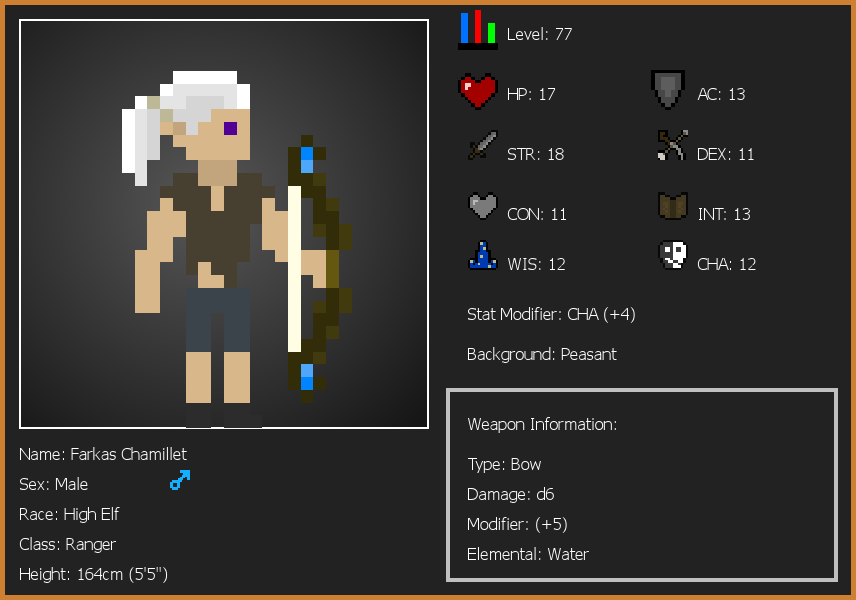 Level: 77
HP: 17
AC: 13
STR: 18
DEX: 11
CON: 11
INT: 13
WIS: 12
CHA: 12
Stat Modifier: CHA (+4)
Background: Peasant
Name: Farkas Chamillet
Sex: Male
Race: High Elf
Class: Ranger
Height: 164cm (5'5")
Weapon Information:
Type: Bow
Damage: d6
Modifier: (+5)
Elemental: Water